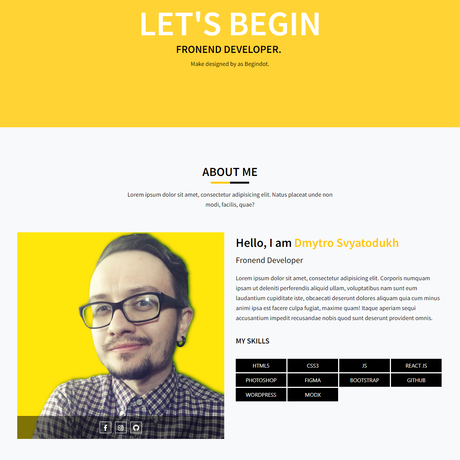 LET'S BEGIN
FRONEND DEVELOPER.
Make designed by as Begindot.
ABOUT ME
Lorem ipsum dolor sit amet, consectetur adipisicing elit. Natus placeat unde non
modi, facilis, quae?
Hello, I am Dmytro Svyatodukh
Fronend Developer
Lorem ipsum dolor sit amet, consectetur adipisicing elit. Corporis numquam
ipsam ut deleniti perferendis aliquid ullam, voluptatibus nam sunt eum
laudantium cupiditate iste, obcaecati deserunt dolores aliquam quia cum minus
animi ipsa est facere culpa fugiat, maxime quam! Itaque aperiam sequi
accusantium impedit recusandae nobis quod sunt deserunt provident omnis.
MY SKILLS
HTML5 CSS3 JS REACT JS
PHOTOSHOP FIGMA BOOTSTRAP GITHUB
WORDPRESS MODX